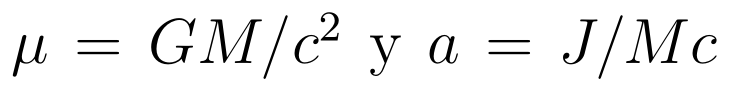 μ = GM/c² y a = J/Mc